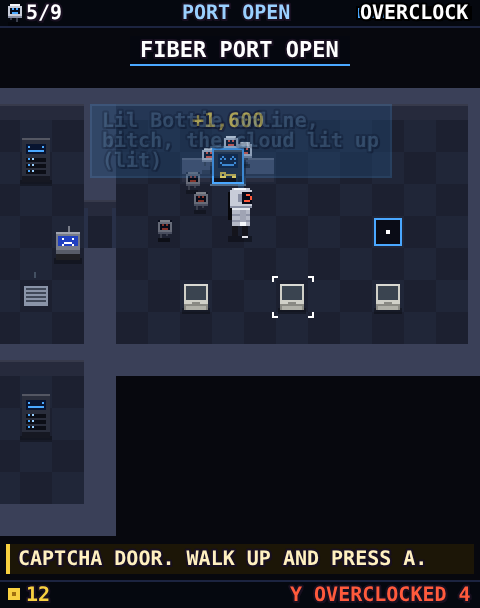 5/9
PORT OPEN
OVERCLOCK
FIBER PORT OPEN
+1,600
Lil Bottie online,
bitch, the cloud lit up
(lit)
CAPTCHA DOOR. WALK UP AND PRESS A.
12
Y OVERCLOCKED 4